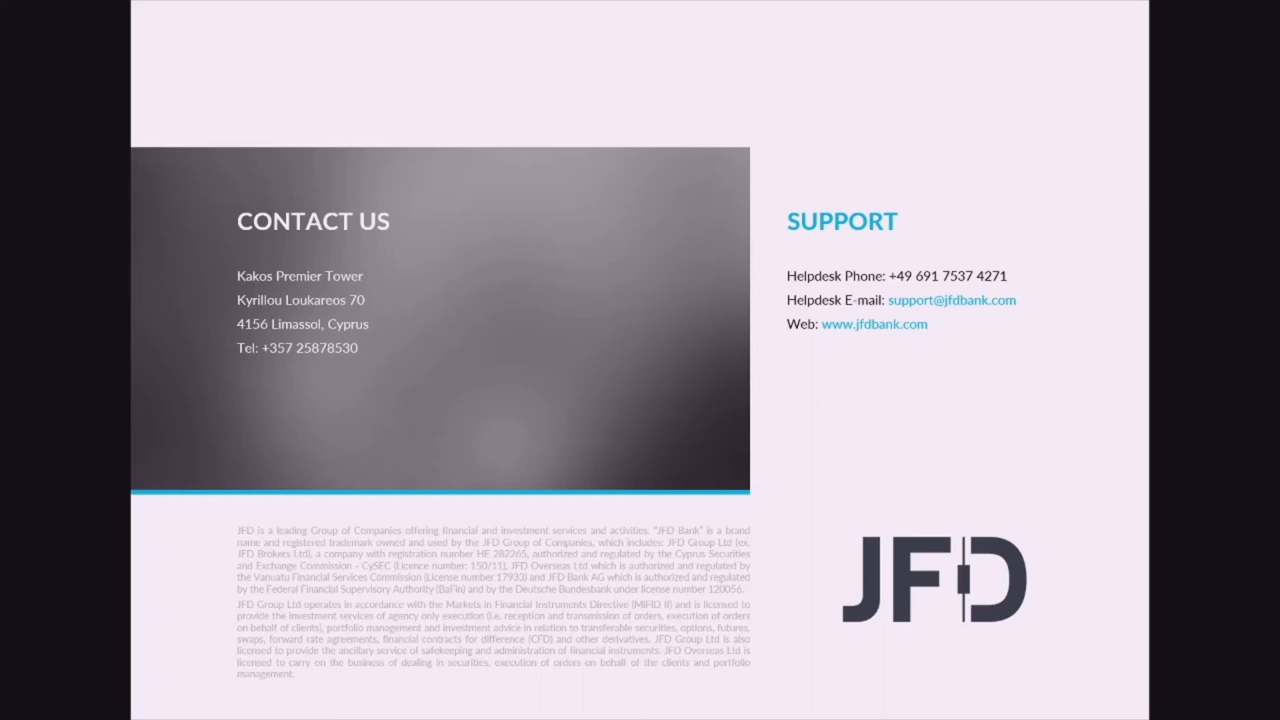 CONTACT US
Kakos Premier Tower
Kyrillou Loukareos 70
4156 Limassol, Cyprus
Tel: +357 25878530
SUPPORT
Helpdesk Phone: +49 691 7537 4271
Helpdesk E-mail: support@jfdbank.com
Web: www.jfdbank.com
JFD is a leading Group of Companies offering financial and investment services and activities. "JFD Bank" is a brand
name and registered trademark owned and used by the JFD Group of Companies, which includes: JFD Group Ltd (ex.
JFD Brokers Ltd), a company with registration number HE 282265, authorized and regulated by the Cyprus Securities
and Exchange Commission - CySEC (Licence number: 150/11), JFD Overseas Ltd which is authorized and regulated by
the Vanuatu Financial Services Commission (License number 17933) and JFD Bank AG which is authorized and regulated
by the Federal Financial Supervisory Authority (BaFin) and by the Deutsche Bundesbank under license number 120056.
JFD Group Ltd operates in accordance with the Markets in Financial Instruments Directive (MiFID II) and is licensed to
provide the investment services of agency only execution (i.e. reception and transmission of orders, execution of orders
on behalf of clients), portfolio management and investment advice in relation to transferable securities, options, futures,
swaps, forward rate agreements, financial contracts for difference (CFD) and other derivatives. JFD Group Ltd is also
licensed to provide the ancillary service of safekeeping and administration of financial instruments. JFD Overseas Ltd is
licensed to carry on the business of dealing in securities, execution of orders on behalf of the clients and portfolio
management.
JFD